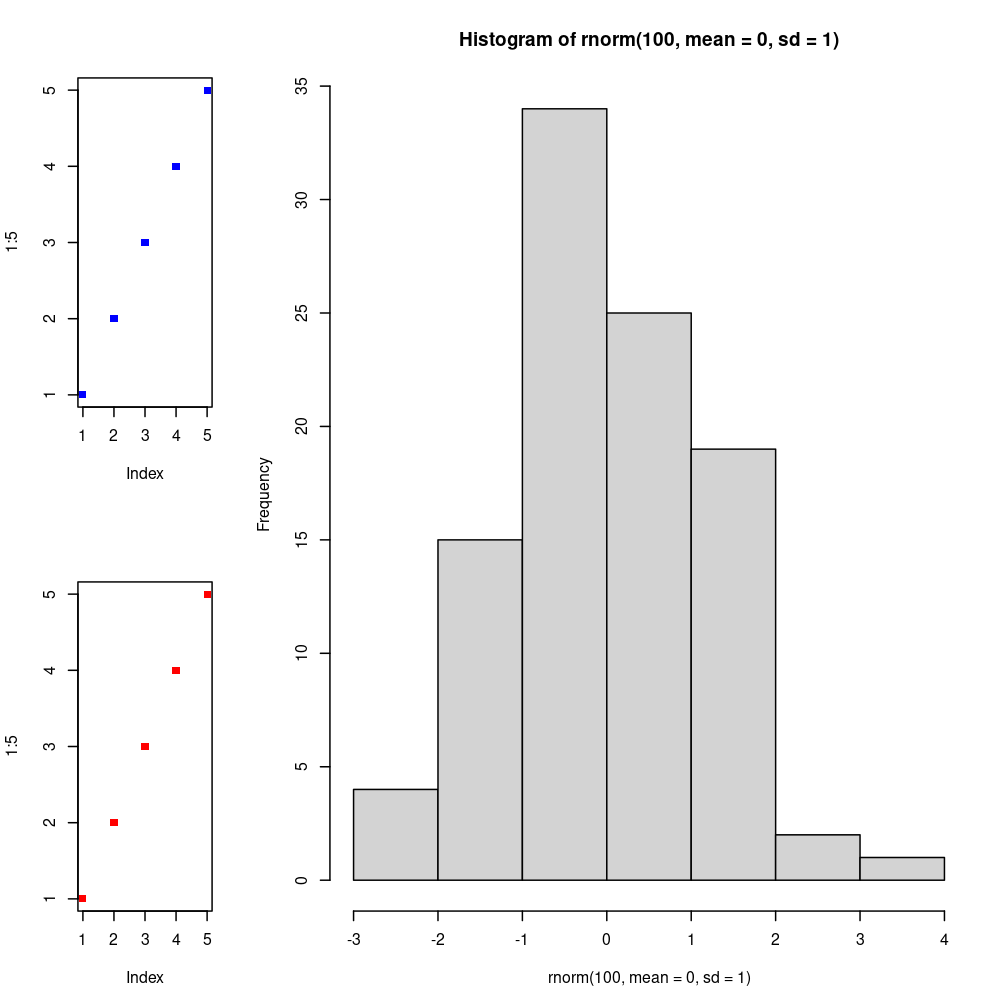 5
4
3
2
1
1:5
1 2 3 4 5
Index
5
4
3
2
1
1:5
1 2 3 4 5
Index
Histogram of rnorm(100, mean = 0, sd = 1)
35
30
25
20
15
10
5
0
Frequency
-3 -2 -1 0 1 2 3 4
rnorm(100, mean = 0, sd = 1)